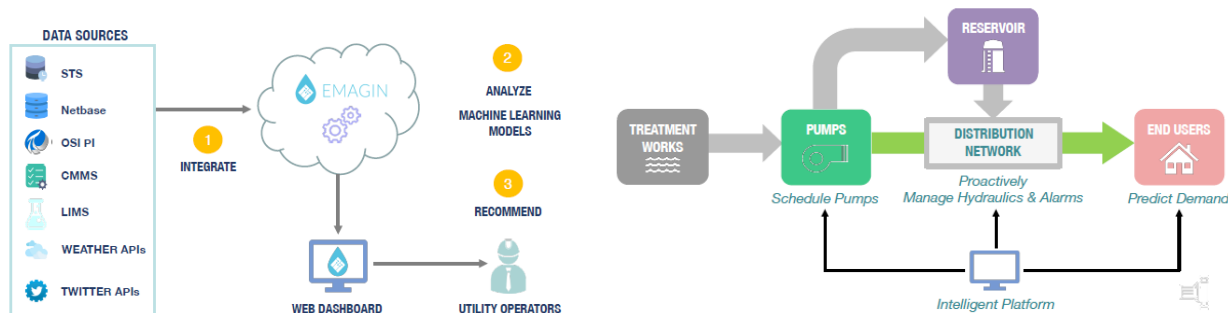 DATA SOURCES
STS
Netbase
OSI PI
CMMS
LIMS
WEATHER APIs
TWITTER APIs
1
INTEGRATE
EMAGIN
2
ANALYZE
MACHINE LEARNING
MODELS
3
RECOMMEND
WEB DASHBOARD
UTILITY OPERATORS
RESERVOIR
TREATMENT
WORKS
PUMPS
DISTRIBUTION
NETWORK
END USERS
Schedule Pumps
Proactively
Manage Hydraulics & Alarms
Predict Demand
Intelligent Platform